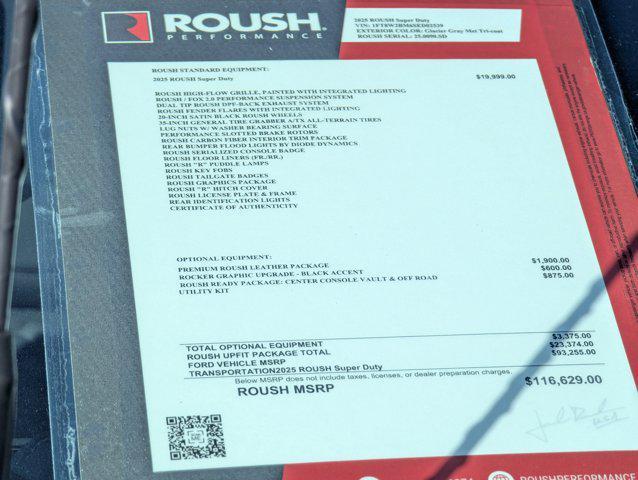 ROUSH
PERFORMANCE
2025 ROUSH Super Duty
EXTERIOR COLOR: Glacier Gray Met Tri-coat
ROUSH STANDARD EQUIPMENT:
2025 ROUSH Super Duty $19,999.00
ROUSH HIGH-FLOW GRILLE, PAINTED WITH INTEGRATED LIGHTING
ROUSH / FOX 2.0 PERFORMANCE SUSPENSION SYSTEM
DUAL TIP ROUSH DPF-BACK EXHAUST SYSTEM
ROUSH FENDER FLARES WITH INTEGRATED LIGHTING
20-INCH SATIN BLACK ROUSH WHEELS
35-INCH GENERAL TIRE GRABBER A/TX ALL-TERRAIN TIRES
LUG NUTS W/ WASHER BEARING SURFACE
PERFORMANCE SLOTTED BRAKE ROTORS
ROUSH CARBON FIBER INTERIOR TRIM PACKAGE
REAR BUMPER FLOOD LIGHTS BY DIODE DYNAMICS
ROUSH SERIALIZED CONSOLE BADGE
ROUSH FLOOR LINERS (FR./RR.)
ROUSH "R" PUDDLE LAMPS
ROUSH KEY FOBS
ROUSH TAILGATE BADGES
ROUSH GRAPHICS PACKAGE
ROUSH "R" HITCH COVER
ROUSH LICENSE PLATE & FRAME
REAR IDENTIFICATION LIGHTS
CERTIFICATE OF AUTHENTICITY
OPTIONAL EQUIPMENT:
PREMIUM ROUSH LEATHER PACKAGE $1,900.00
ROCKER GRAPHIC UPGRADE - BLACK ACCENT $600.00
ROUSH READY PACKAGE: CENTER CONSOLE VAULT & OFF ROAD $875.00
UTILITY KIT
TOTAL OPTIONAL EQUIPMENT $3,375.00
ROUSH UPFIT PACKAGE TOTAL $23,374.00
FORD VEHICLE MSRP $93,255.00
TRANSPORTATION2025 ROUSH Super Duty
Below MSRP does not include taxes, licenses, or dealer preparation charges.
ROUSH MSRP $116,629.00
ROUSHPERFORMANCE